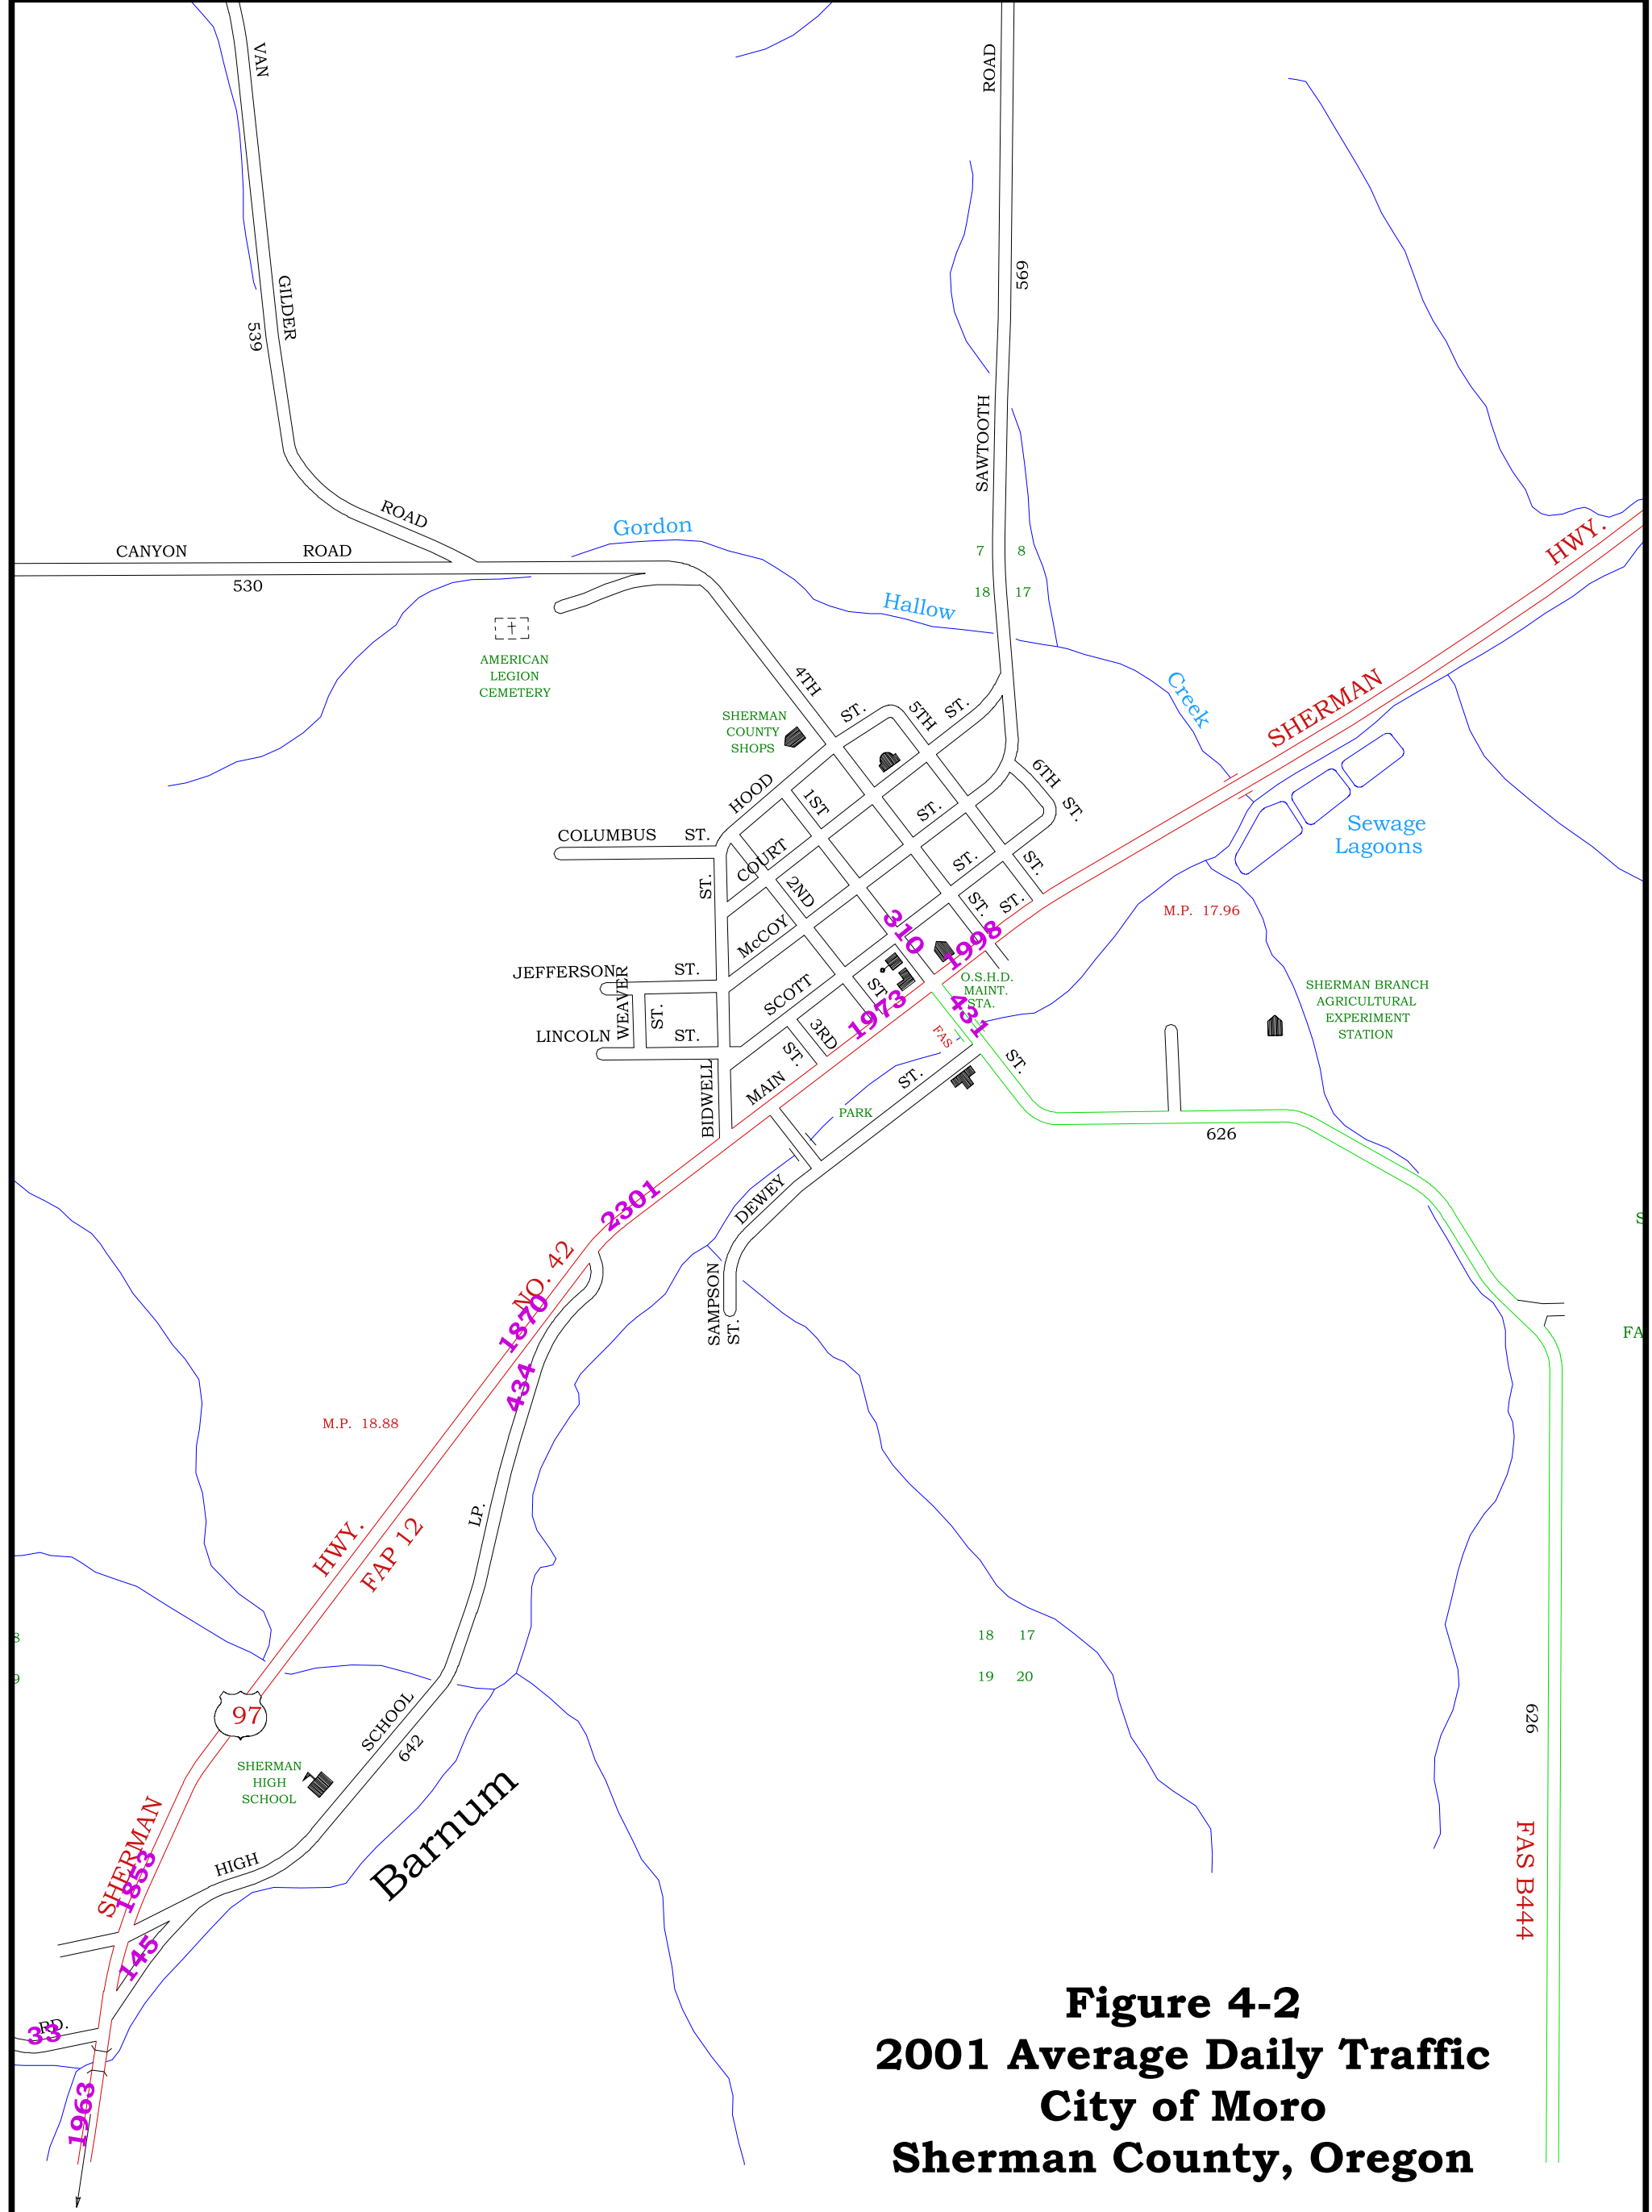 VAN
ROAD
569
GILDER
539
SAWTOOTH
ROAD
CANYON ROAD
530
Gordon
7 8
18 17
Hallow
HWY.
AMERICAN
LEGION
CEMETERY
4TH
Creek
SHERMAN
SHERMAN
COUNTY
SHOPS
ST.
5TH
ST.
HOOD
1ST
ST.
6TH
ST.
COLUMBUS ST.
Sewage
Lagoons
COURT
ST.
ST.
ST.
2ND
ST.
ST.
McCOY
310
1998
M.P. 17.96
JEFFERSON ST.
WEAVER
ST.
SCOTT
ST.
O.S.H.D.
MAINT.
STA.
SHERMAN BRANCH
AGRICULTURAL
EXPERIMENT
STATION
1973
431
LINCOLN ST.
3RD
ST.
FAS
ST.
BIDWELL
MAIN
ST.
PARK
626
2301
DEWEY
SAMPSON
ST.
NO. 42
1870
434
M.P. 18.88
LP.
HWY.
FAP 12
18 17
19 20
8
9
S
FA
97
SCHOOL
642
626
SHERMAN
HIGH
SCHOOL
Barnum
SHERMAN
1853
HIGH
FAS B444
145
RD.
33
1963
Figure 4-2
2001 Average Daily Traffic
City of Moro
Sherman County, Oregon